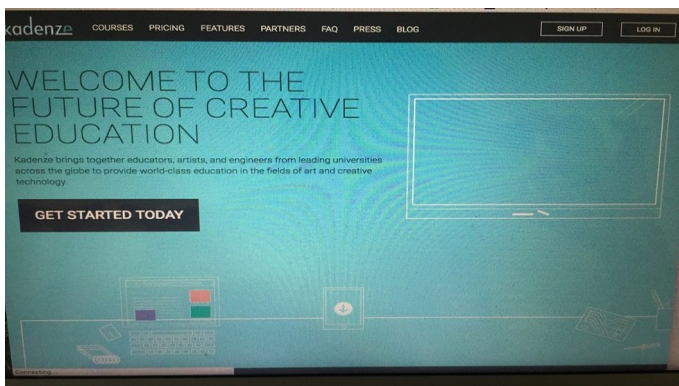 kadenze COURSES PRICING FEATURES PARTNERS FAQ PRESS BLOG SIGN UP LOG IN
WELCOME TO THE
FUTURE OF CREATIVE
EDUCATION
Kadenze brings together educators, artists, and engineers from leading universities
across the globe to provide world-class education in the fields of art and creative
technology.
GET STARTED TODAY
Connecting...